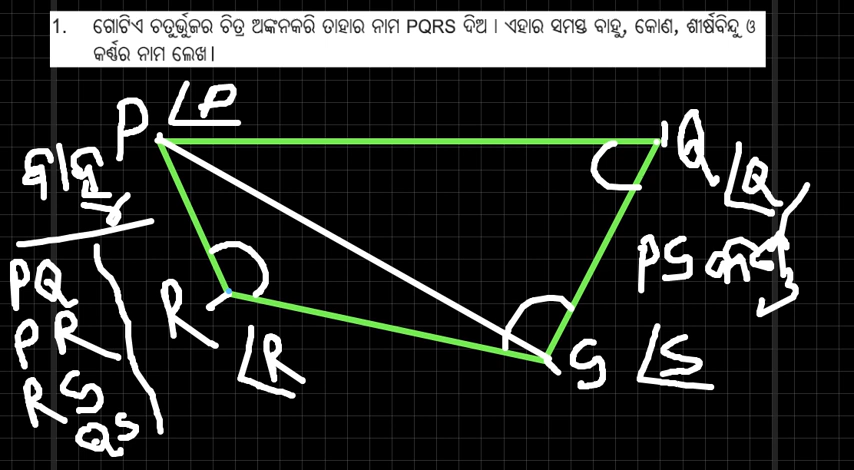 1. ଗୋଟିଏ ଚତୁର୍ଭୁଜର ଚିତ୍ର ଅଙ୍କନକରି ତାହାର ନାମ PQRS ଦିଅ । ଏହାର ସମସ୍ତ ବାହୁ, କୋଣ, ଶୀର୍ଷବିନ୍ଦୁ ଓ
କର୍ଣ୍ଣର ନାମ ଲେଖ।
P ∠P
Q ∠Q
ବାହୁ
PS କର୍ଣ୍ଣ
PQ
PR
R ∠R
S ∠S
RS
QS